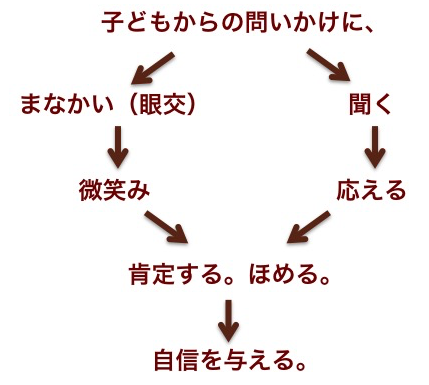 子どもからの問いかけに、
まなかい（眼交）
聞く
微笑み
応える
肯定する。ほめる。
自信を与える。